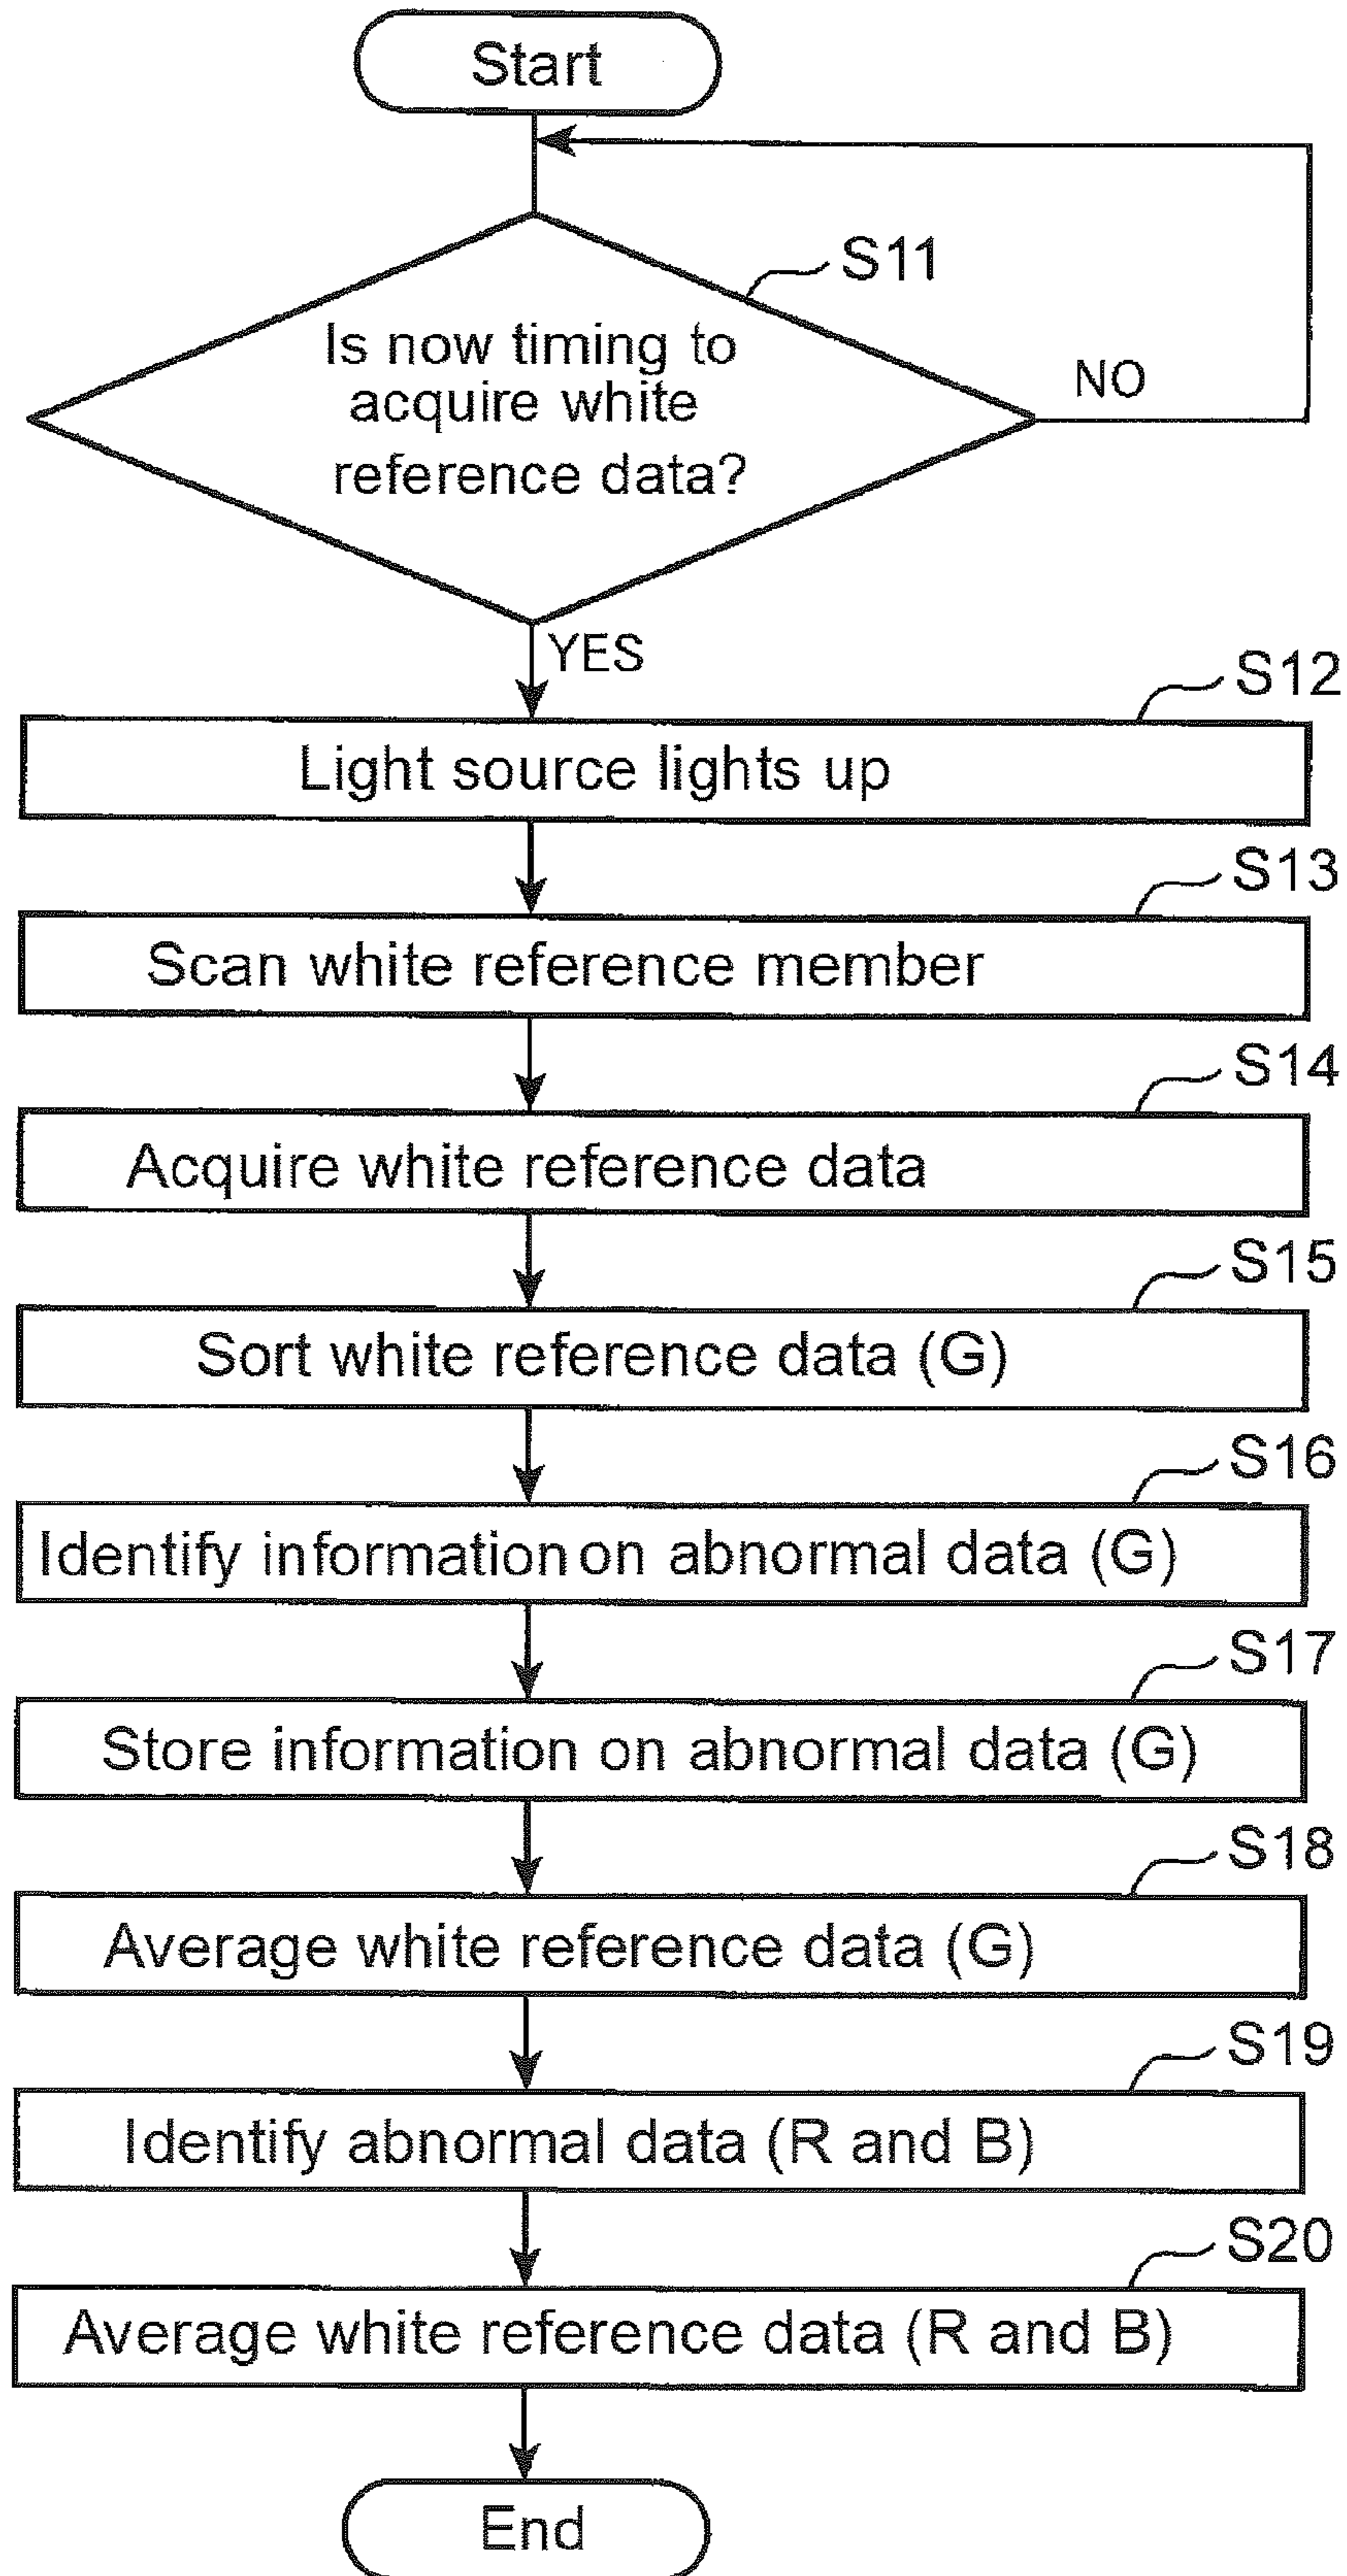 Start
S11
Is now timing to
acquire white
reference data?
NO
YES
S12
Light source lights up
S13
Scan white reference member
S14
Acquire white reference data
S15
Sort white reference data (G)
S16
Identify information on abnormal data (G)
S17
Store information on abnormal data (G)
S18
Average white reference data (G)
S19
Identify abnormal data (R and B)
S20
Average white reference data (R and B)
End